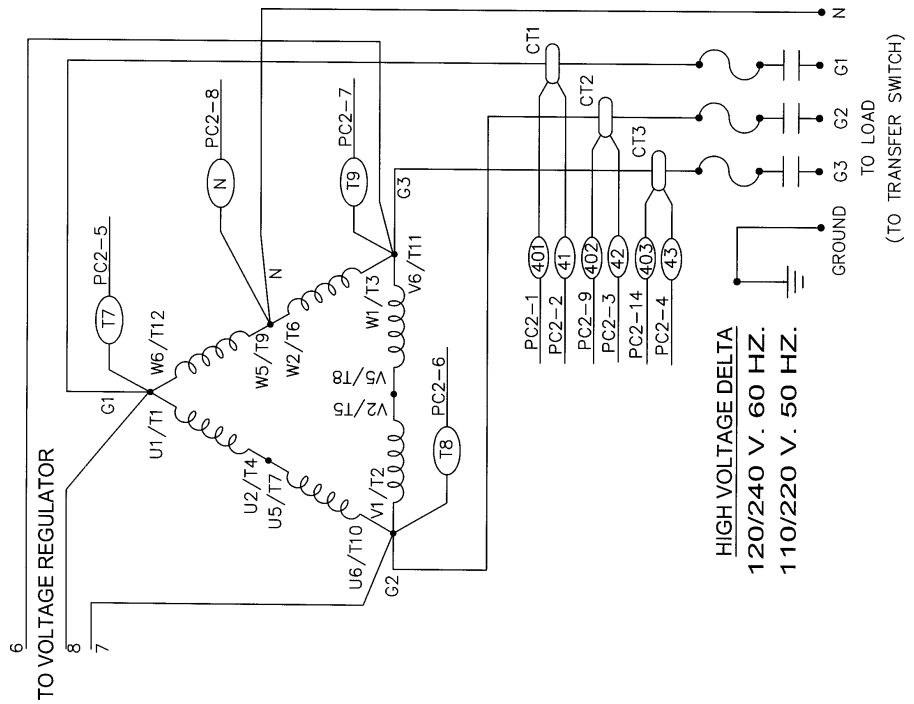 6
TO VOLTAGE REGULATOR
8
7
G1
T7
PC2-5
U1/T1
W6/T12
N
PC2-8
W5/T9
N
U2/T4
U5/T7
W2/T6
T9
PC2-7
W1/T3
V6/T11
G3
U6/T10
V1/T2
V2/T5
V5/T8
G2
T8
PC2-6
PC2-1
401
CT1
PC2-2
41
PC2-9
402
CT2
PC2-3
42
PC2-14
403
CT3
PC2-4
43
N
G1
G2
G3
TO LOAD
GROUND
(TO TRANSFER SWITCH)
HIGH VOLTAGE DELTA
120/240 V. 60 HZ.
110/220 V. 50 HZ.